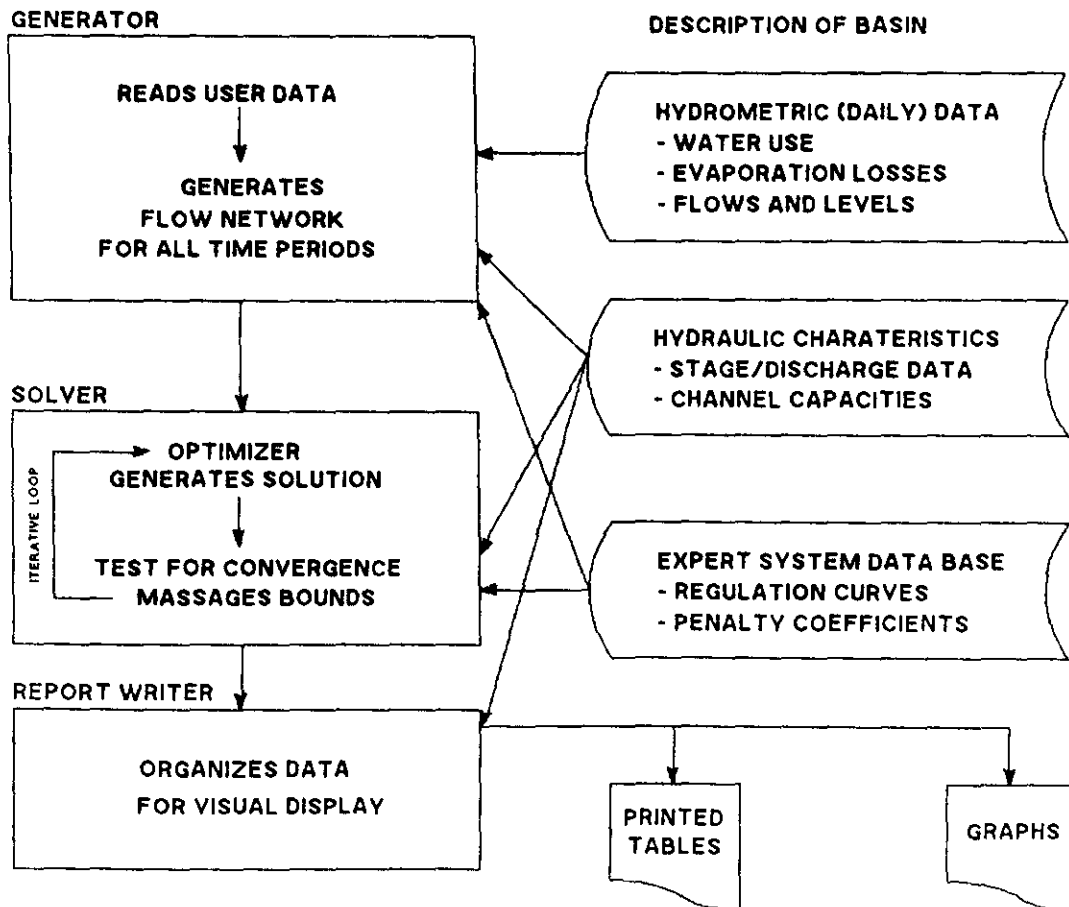 GENERATOR
READS USER DATA
GENERATES
FLOW NETWORK
FOR ALL TIME PERIODS
SOLVER
ITERATIVE LOOP
OPTIMIZER
GENERATES SOLUTION
TEST FOR CONVERGENCE
MASSAGES BOUNDS
REPORT WRITER
ORGANIZES DATA
FOR VISUAL DISPLAY
DESCRIPTION OF BASIN
HYDROMETRIC (DAILY) DATA
- WATER USE
- EVAPORATION LOSSES
- FLOWS AND LEVELS
HYDRAULIC CHARATERISTICS
- STAGE/DISCHARGE DATA
- CHANNEL CAPACITIES
EXPERT SYSTEM DATA BASE
- REGULATION CURVES
- PENALTY COEFFICIENTS
PRINTED
TABLES
GRAPHS